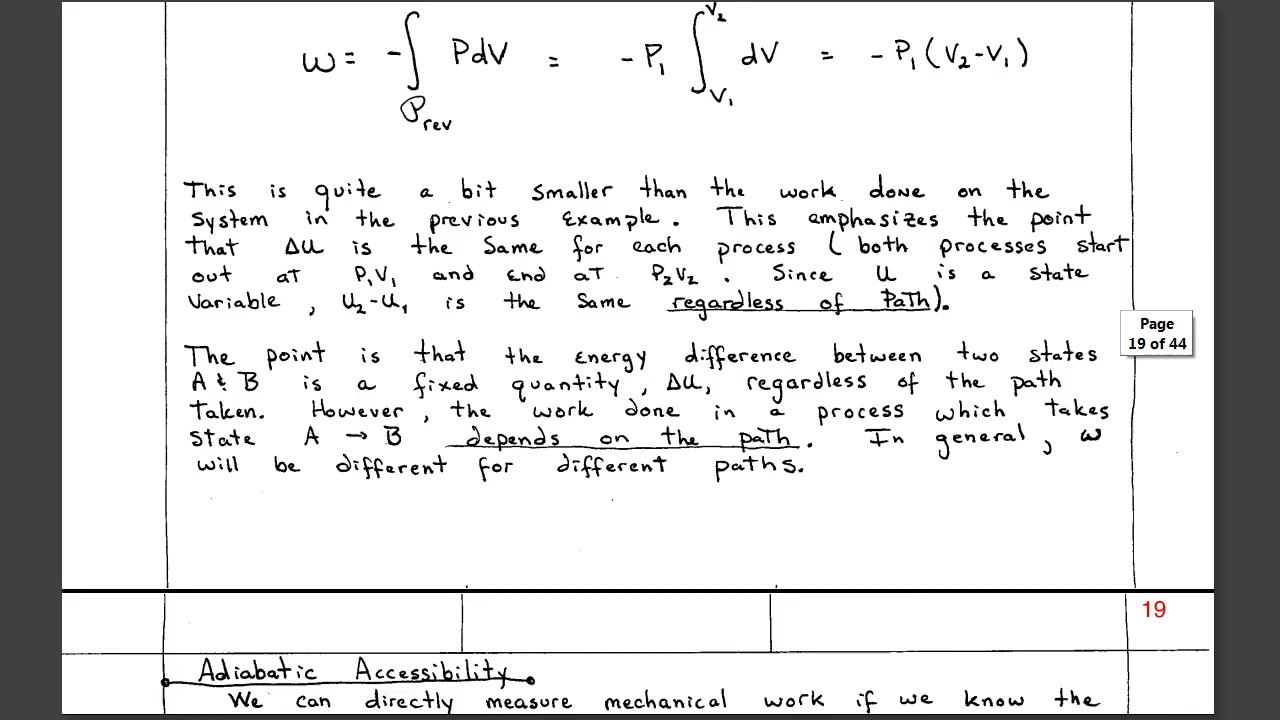 w = -∫_{P_rev} PdV = -P₁ ∫_{V₁}^{V₂} dV = -P₁(V₂-V₁)
This is quite a bit smaller than the work done on the
system in the previous example. This emphasizes the point
that ΔU is the same for each process (both processes start
out at P₁V₁ and end at P₂V₂. Since U is a state
variable, U₂-U₁ is the same regardless of Path).
Page
19 of 44
The point is that the energy difference between two states
A & B is a fixed quantity, ΔU, regardless of the path
taken. However, the work done in a process which takes
state A → B depends on the path. In general, w
will be different for different paths.
19
Adiabatic Accessibility
We can directly measure mechanical work if we know the